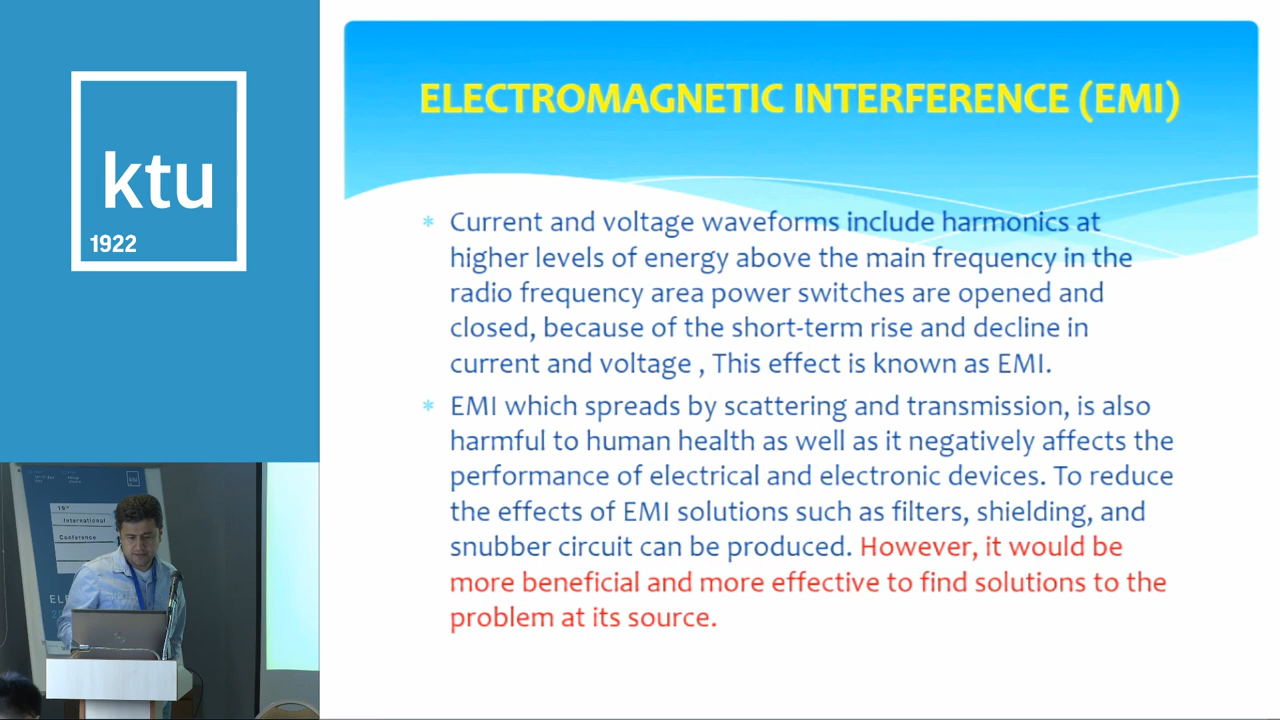 ktu
1922
ELECTROMAGNETIC INTERFERENCE (EMI)
* Current and voltage waveforms include harmonics at
higher levels of energy above the main frequency in the
radio frequency area power switches are opened and
closed, because of the short-term rise and decline in
current and voltage , This effect is known as EMI.
* EMI which spreads by scattering and transmission, is also
harmful to human health as well as it negatively affects the
performance of electrical and electronic devices. To reduce
the effects of EMI solutions such as filters, shielding, and
snubber circuit can be produced. However, it would be
more beneficial and more effective to find solutions to the
problem at its source.
19th
International
Conference